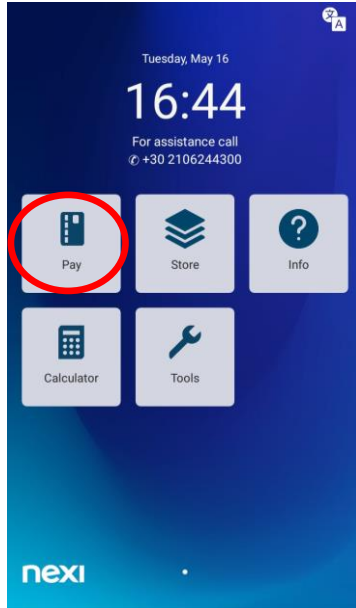 Tuesday, May 16
16:44
For assistance call
✆ +30 2106244300
Pay
Store
Info
Calculator
Tools
nexi